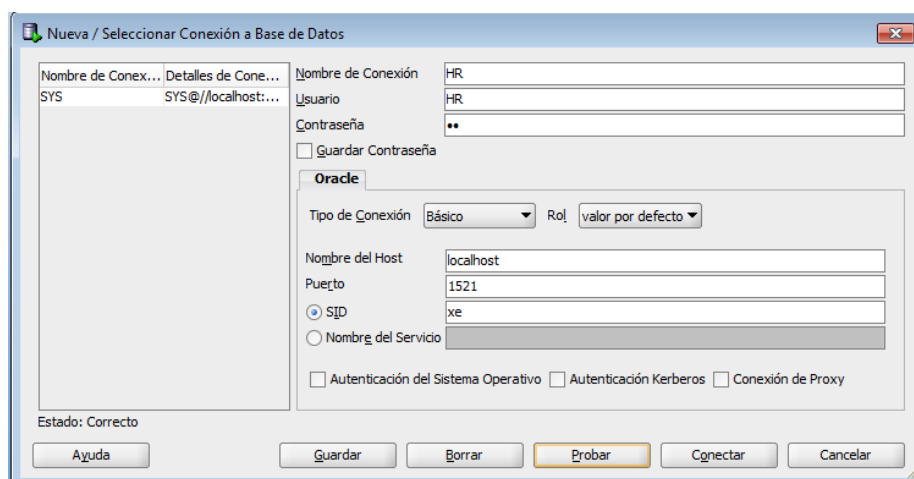 Nueva / Seleccionar Conexión a Base de Datos
Nombre de Conex... Detalles de Cone...
SYS SYS@//localhost:...
Nombre de Conexión HR
Usuario HR
Contraseña ••
Guardar Contraseña
Oracle
Tipo de Conexión Básico Rol valor por defecto
Nombre del Host localhost
Puerto 1521
SID xe
Nombre del Servicio
Autenticación del Sistema Operativo Autenticación Kerberos Conexión de Proxy
Estado: Correcto
Ayuda Guardar Borrar Probar Conectar Cancelar